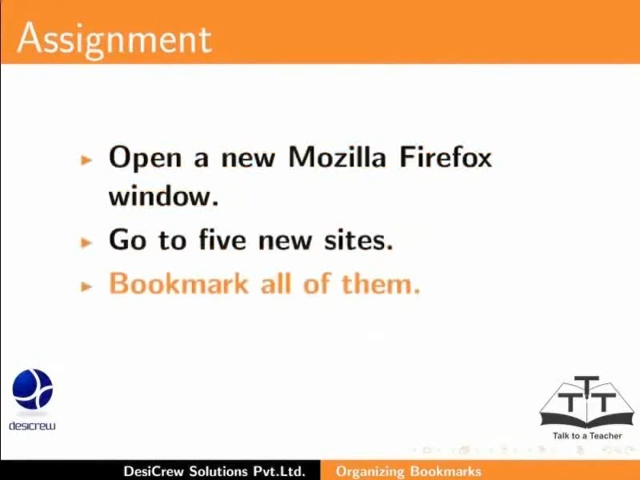 Assignment
Open a new Mozilla Firefox
window.
Go to five new sites.
Bookmark all of them.
desicrew
TTT
Talk to a Teacher
DesiCrew Solutions Pvt.Ltd.
Organizing Bookmarks